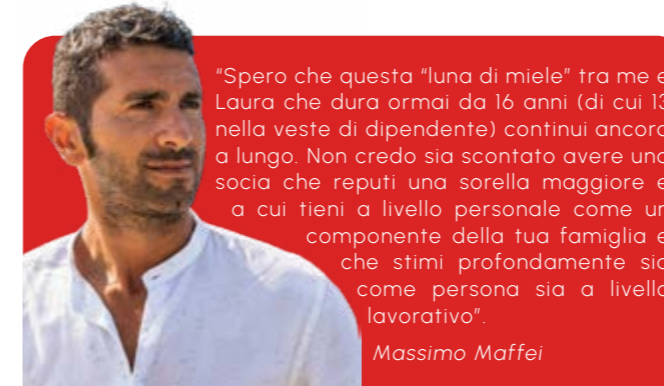 "Spero che questa "luna di miele" tra me e
Laura che dura ormai da 16 anni (di cui 13
nella veste di dipendente) continui ancora
a lungo. Non credo sia scontato avere una
socia che reputi una sorella maggiore e
a cui tieni a livello personale come un
componente della tua famiglia e
che stimi profondamente sia
come persona sia a livello
lavorativo".
Massimo Maffei